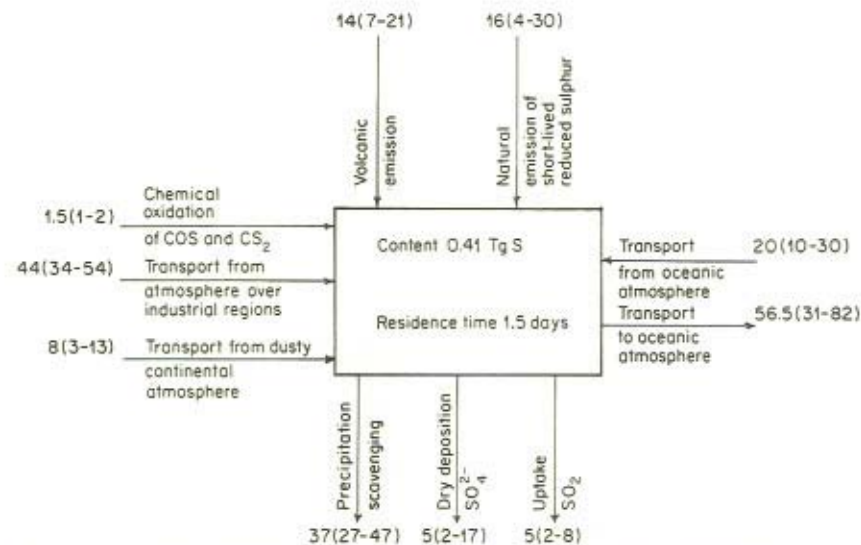 14(7-21)
16(4-30)
Volcanic
emission
Natural
emission of
short-lived
reduced sulphur
1.5(1-2)
Chemical
oxidation
of COS and CS₂
44(34-54)
Transport from
atmosphere over
industrial regions
8(3-13)
Transport from dusty
continental
atmosphere
Content 0.41 Tg S
Residence time 1.5 days
Transport
from oceanic
atmosphere
20(10-30)
Transport
to oceanic
atmosphere
56.5(31-82)
Precipitation
scavenging
Dry deposition
SO₄²⁻
Uptake
SO₂
37(27-47)
5(2-17)
5(2-8)